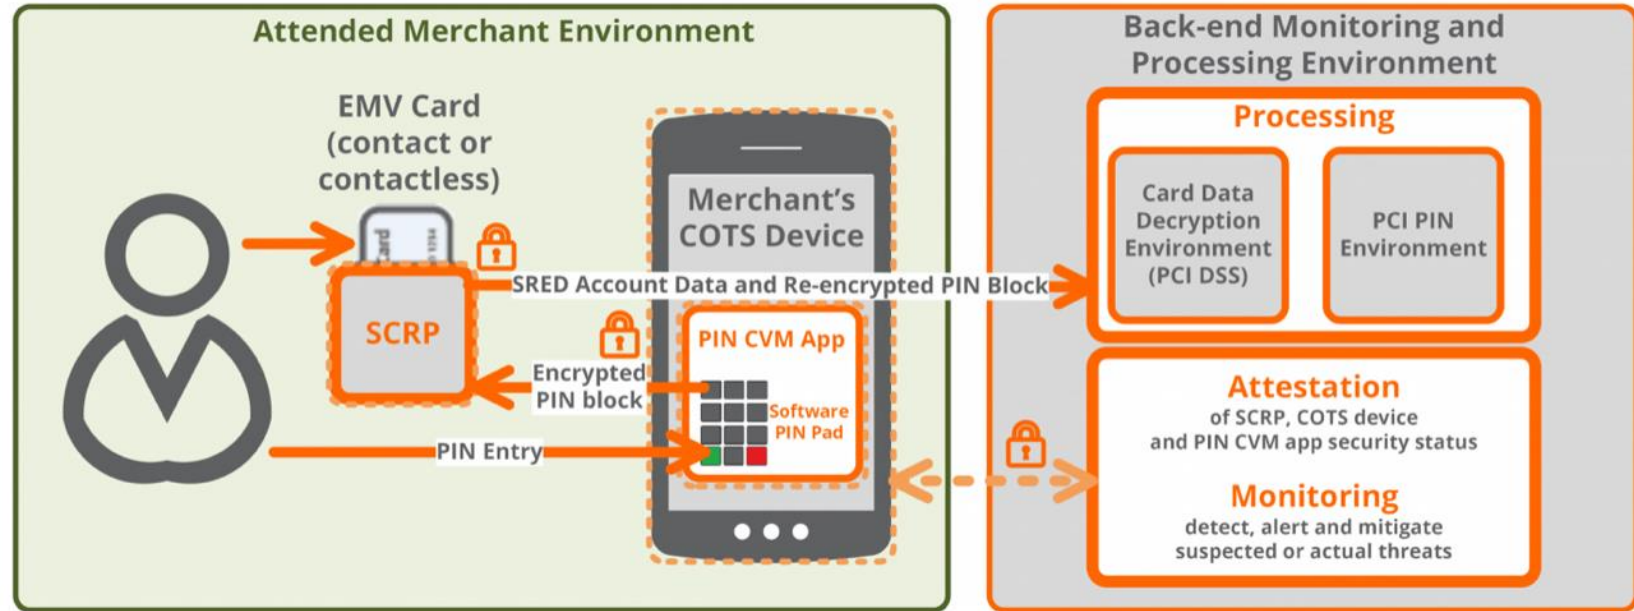 Attended Merchant Environment
EMV Card
(contact or
contactless)
Card
SCRP
Merchant's
COTS Device
SRED Account Data and Re-encrypted PIN Block
PIN CVM App
Encrypted
PIN block
Software
PIN Pad
PIN Entry
Back-end Monitoring and
Processing Environment
Processing
Card Data
Decryption
Environment
(PCI DSS)
PCI PIN
Environment
Attestation
of SCRP, COTS device
and PIN CVM app security status
Monitoring
detect, alert and mitigate
suspected or actual threats